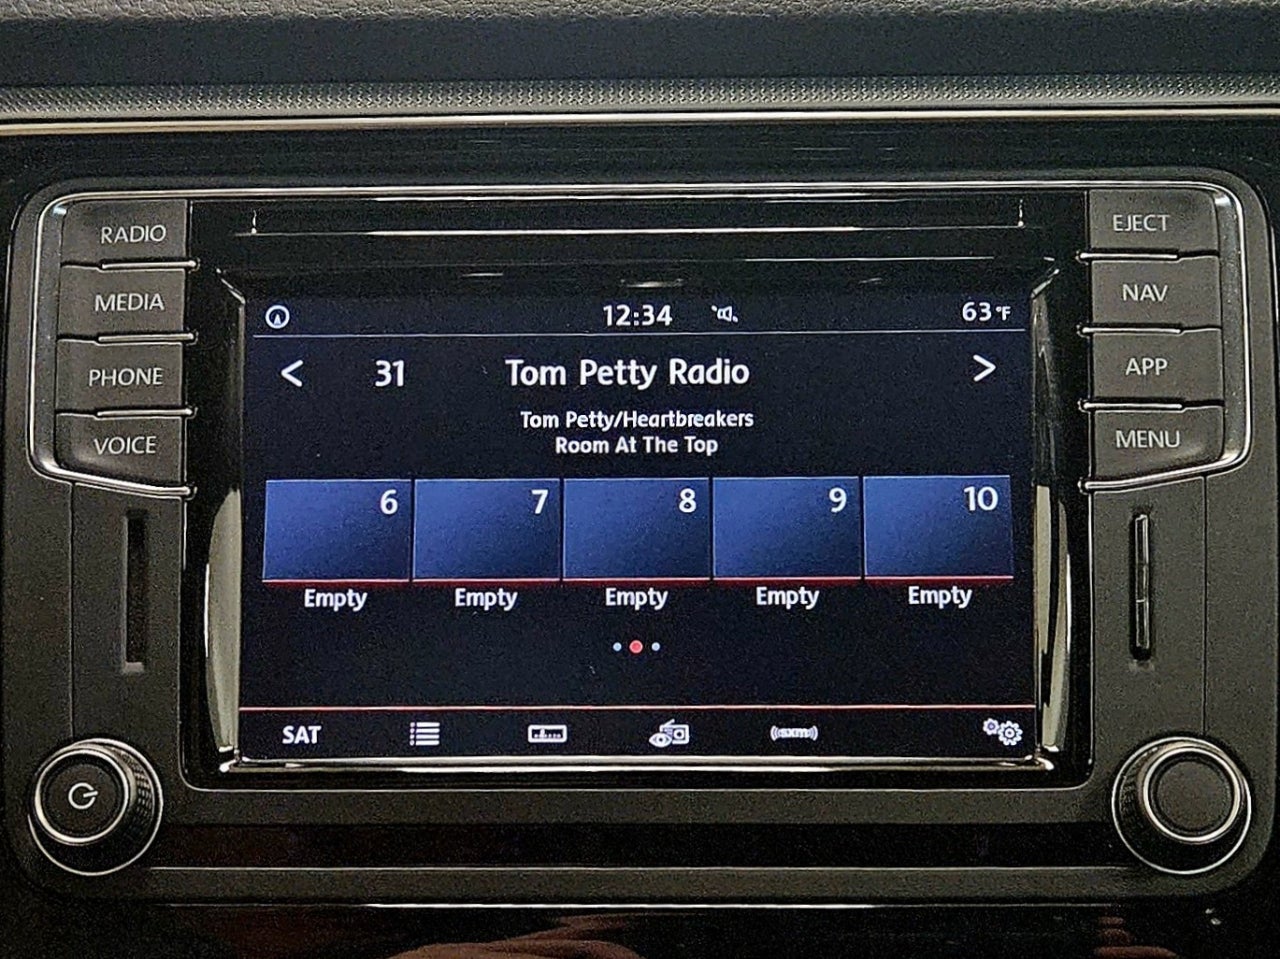 RADIO
MEDIA
PHONE
VOICE
EJECT
NAV
APP
MENU
12:34
63°F
< 31 Tom Petty Radio >
Tom Petty/Heartbreakers
Room At The Top
6 7 8 9 10
Empty Empty Empty Empty Empty
SAT ((sxm))